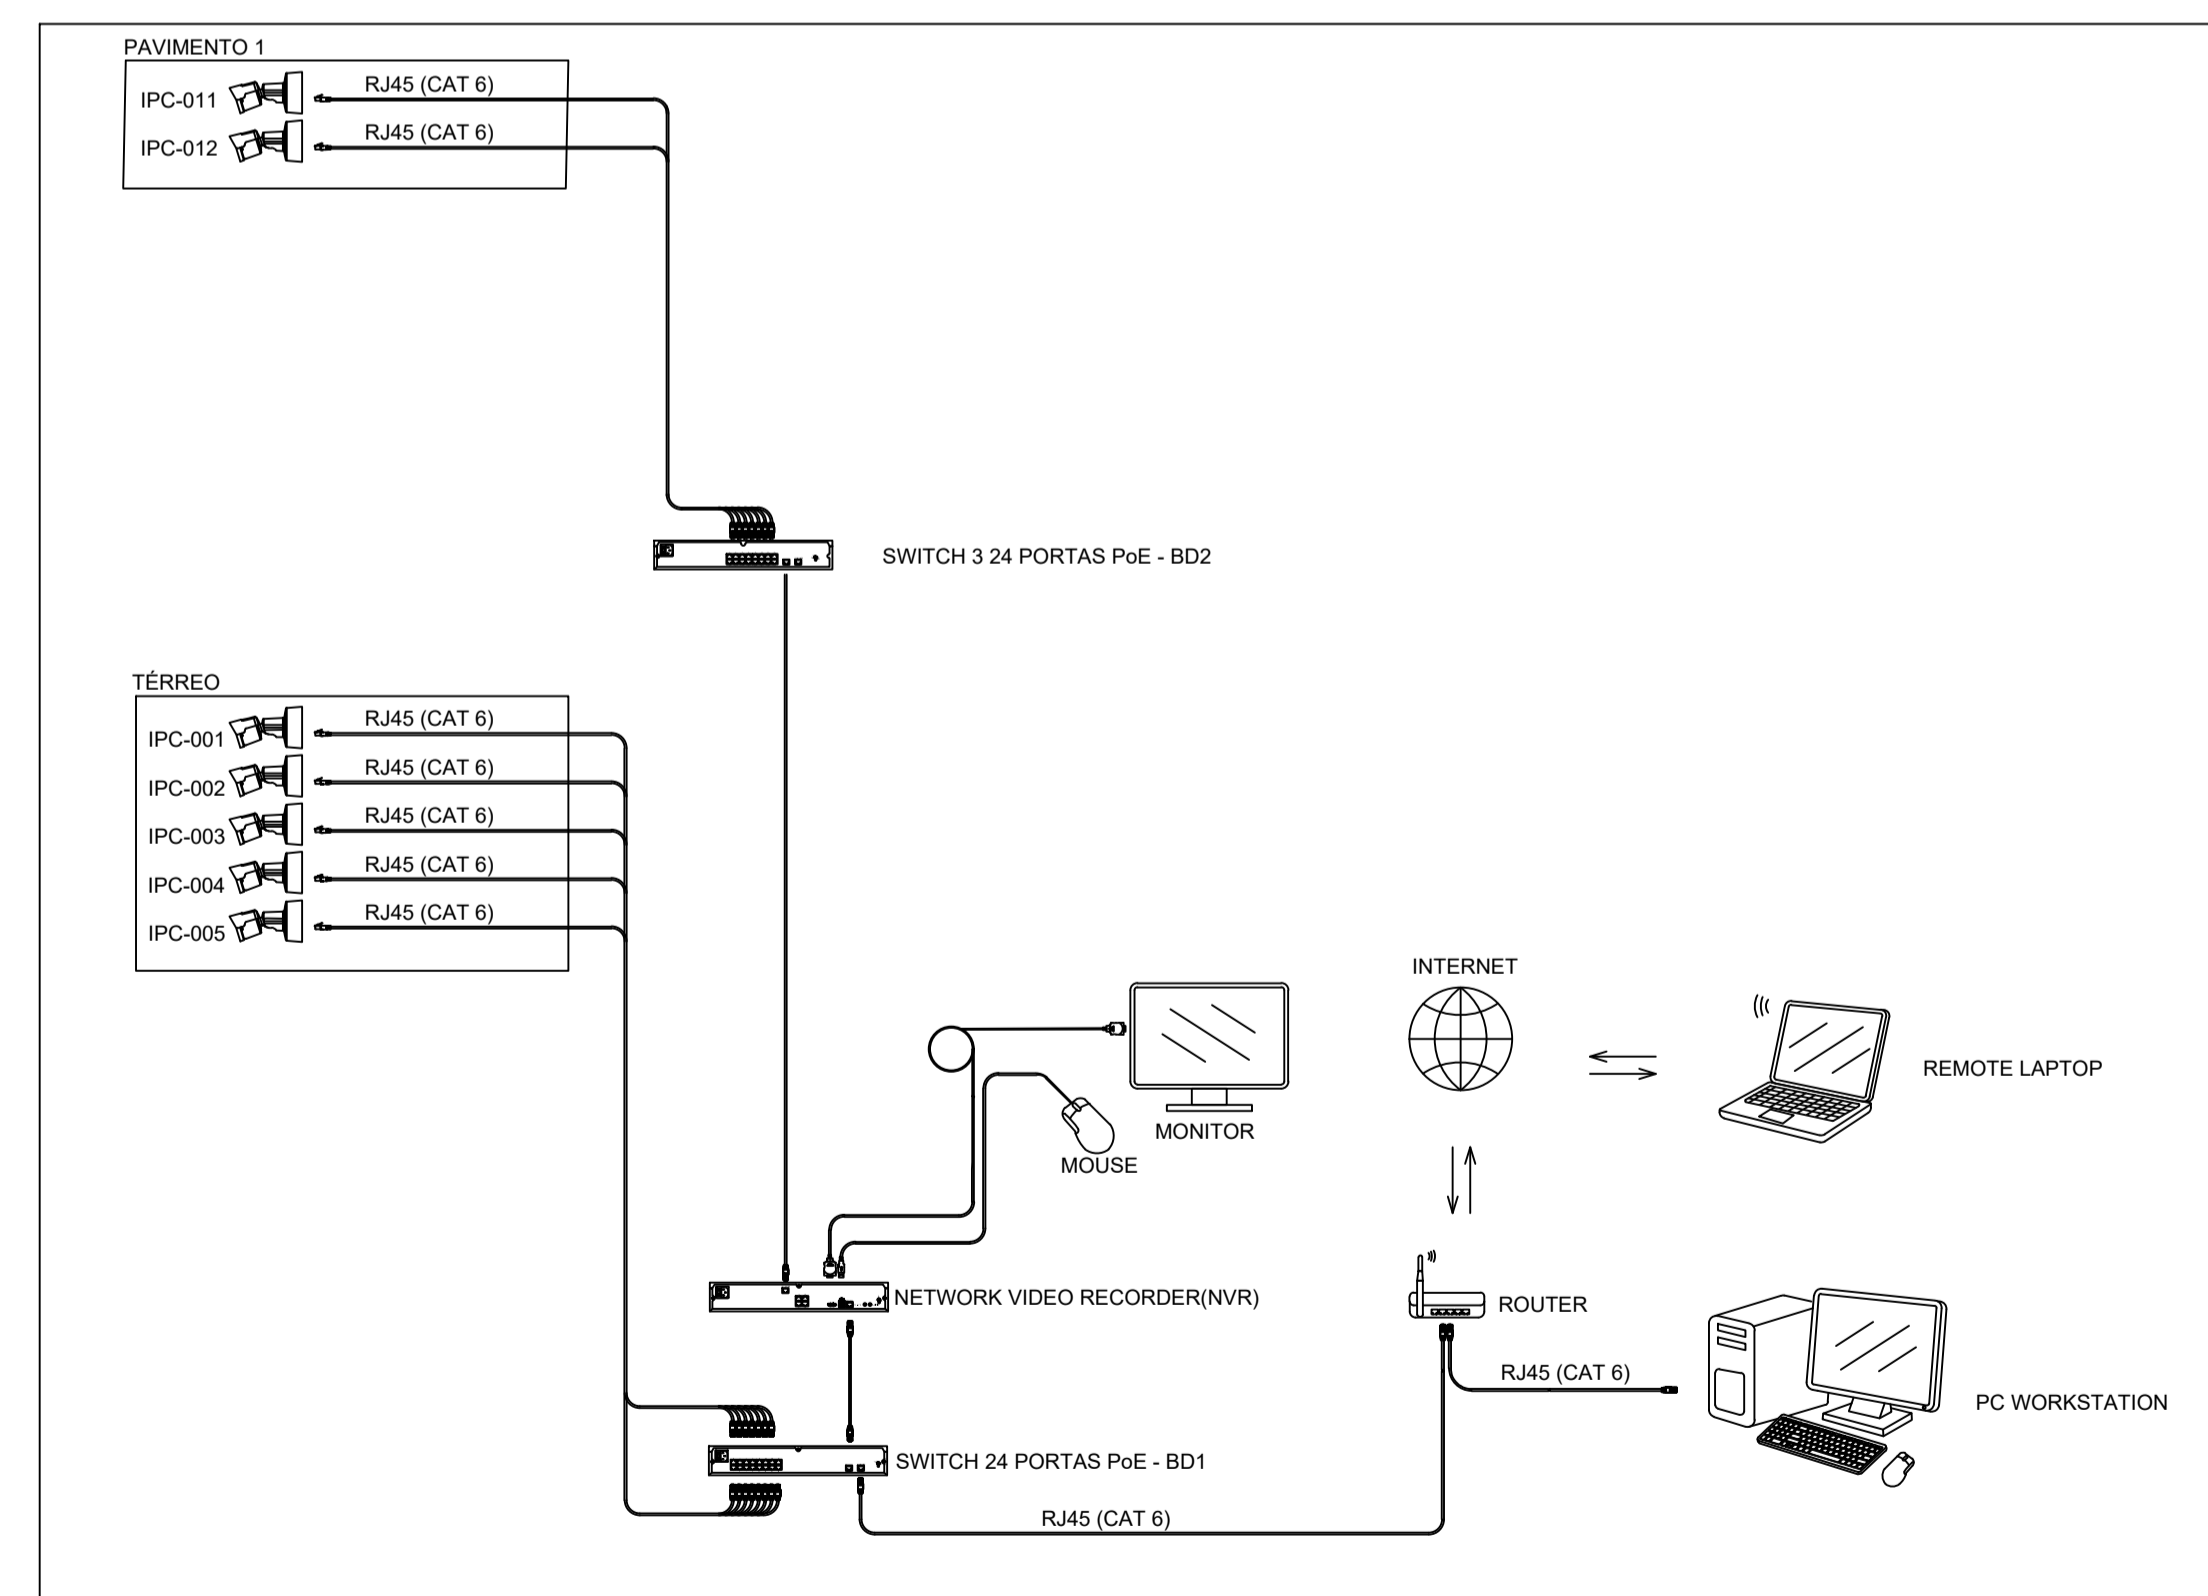 PAVIMENTO 1
IPC-011
RJ45 (CAT 6)
IPC-012
RJ45 (CAT 6)
SWITCH 3 24 PORTAS PoE - BD2
TÉRREO
IPC-001
RJ45 (CAT 6)
IPC-002
RJ45 (CAT 6)
IPC-003
RJ45 (CAT 6)
IPC-004
RJ45 (CAT 6)
IPC-005
RJ45 (CAT 6)
INTERNET
REMOTE LAPTOP
MONITOR
MOUSE
NETWORK VIDEO RECORDER(NVR)
ROUTER
RJ45 (CAT 6)
PC WORKSTATION
SWITCH 24 PORTAS PoE - BD1
RJ45 (CAT 6)